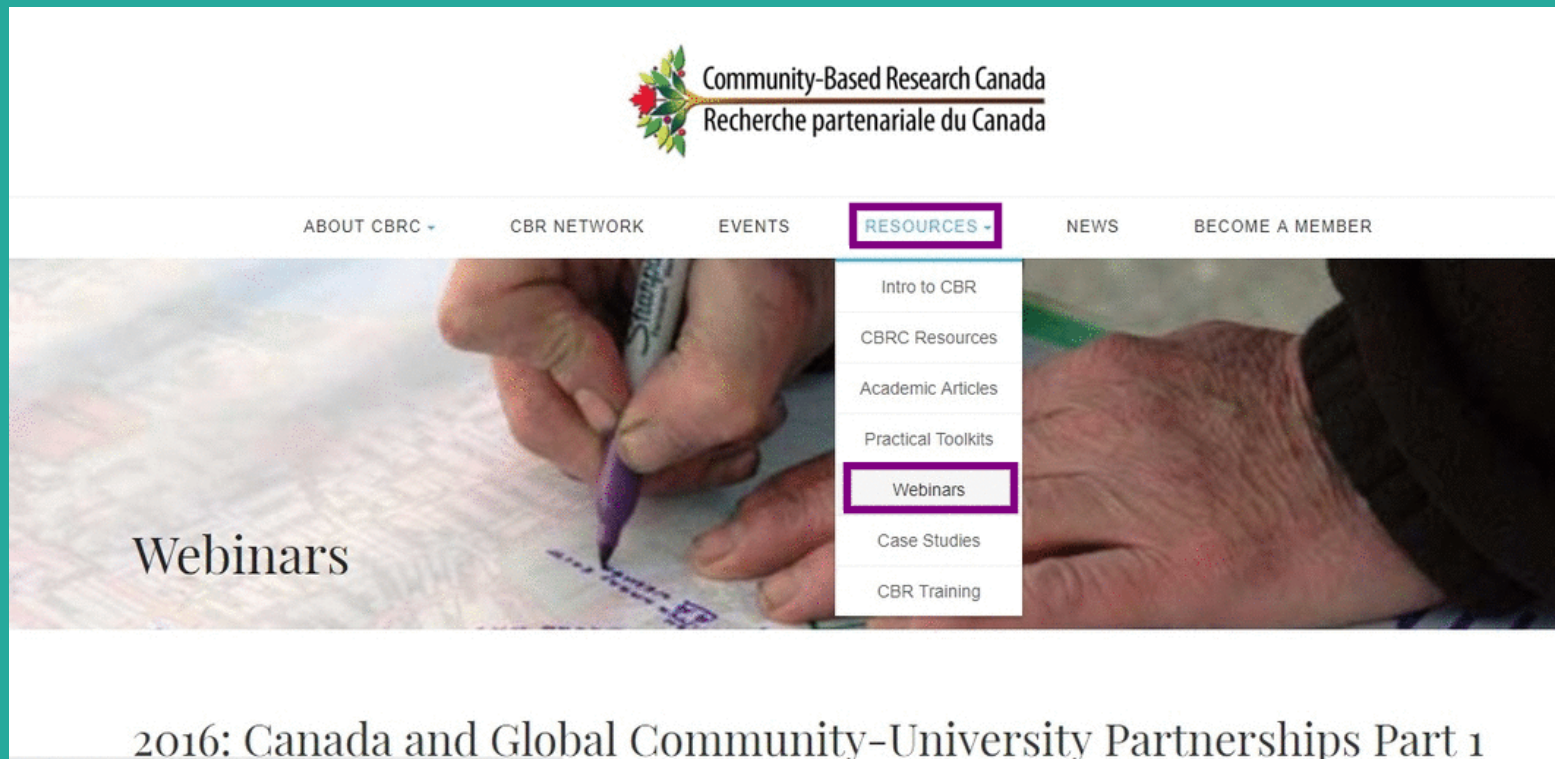 Community-Based Research Canada
Recherche partenariale du Canada
ABOUT CBRC CBR NETWORK EVENTS RESOURCES NEWS BECOME A MEMBER
Intro to CBR
CBRC Resources
Academic Articles
Practical Toolkits
Webinars
Case Studies
CBR Training
Sharpie
Webinars
2016: Canada and Global Community-University Partnerships Part 1